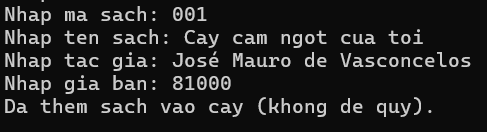 Nhap ma sach: 001
Nhap ten sach: Cay cam ngot cua toi
Nhap tac gia: José Mauro de Vasconcelos
Nhap gia ban: 81000
Da them sach vao cay (khong de quy).